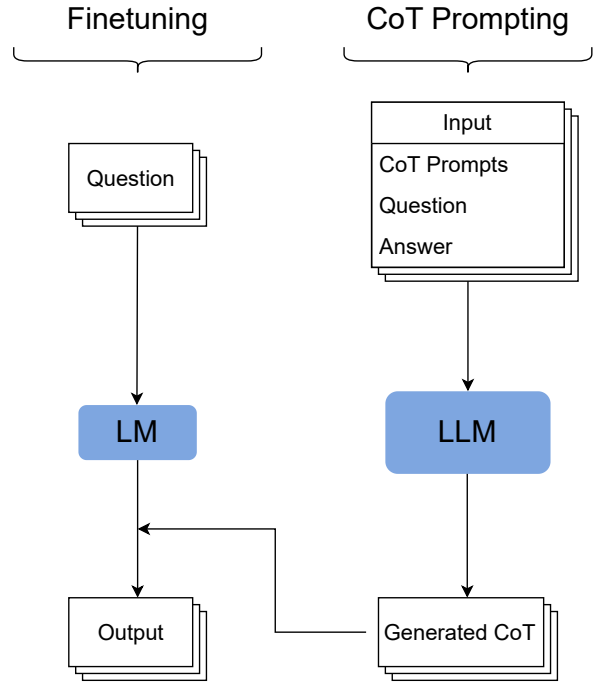 Finetuning
CoT Prompting
Question
Input
CoT Prompts
Question
Answer
LM
LLM
Output
Generated CoT